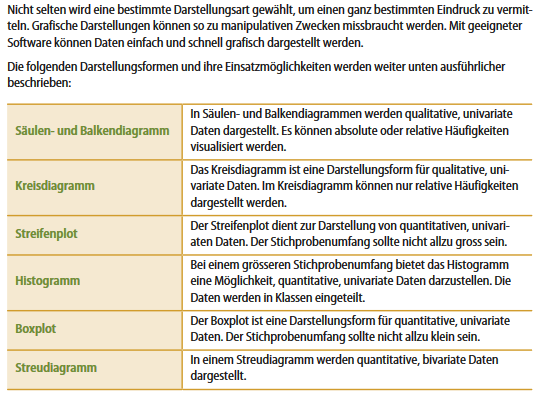 Nicht selten wird eine bestimmte Darstellungsart gewählt, um einen ganz bestimmten Eindruck zu vermit-
teln. Grafische Darstellungen können so zu manipulativen Zwecken missbraucht werden. Mit geeigneter
Software können Daten einfach und schnell grafisch dargestellt werden.
Die folgenden Darstellungsformen und ihre Einsatzmöglichkeiten werden weiter unten ausführlicher
beschrieben:
Säulen- und Balkendiagramm
In Säulen- und Balkendiagrammen werden qualitative, univariate
Daten dargestellt. Es können absolute oder relative Häufigkeiten
visualisiert werden.
Kreisdiagramm
Das Kreisdiagramm ist eine Darstellungsform für qualitative, uni-
variate Daten. Im Kreisdiagramm können nur relative Häufigkeiten
dargestellt werden.
Streifenplot
Der Streifenplot dient zur Darstellung von quantitativen, univari-
aten Daten. Der Stichprobenumfang sollte nicht allzu gross sein.
Histogramm
Bei einem grösseren Stichprobenumfang bietet das Histogramm
eine Möglichkeit, quantitative, univariate Daten darzustellen. Die
Daten werden in Klassen eingeteilt.
Boxplot
Der Boxplot ist eine Darstellungsform für quantitative, univariate
Daten. Der Stichprobenumfang sollte nicht allzu klein sein.
Streudiagramm
In einem Streudiagramm werden quantitative, bivariate Daten
dargestellt.